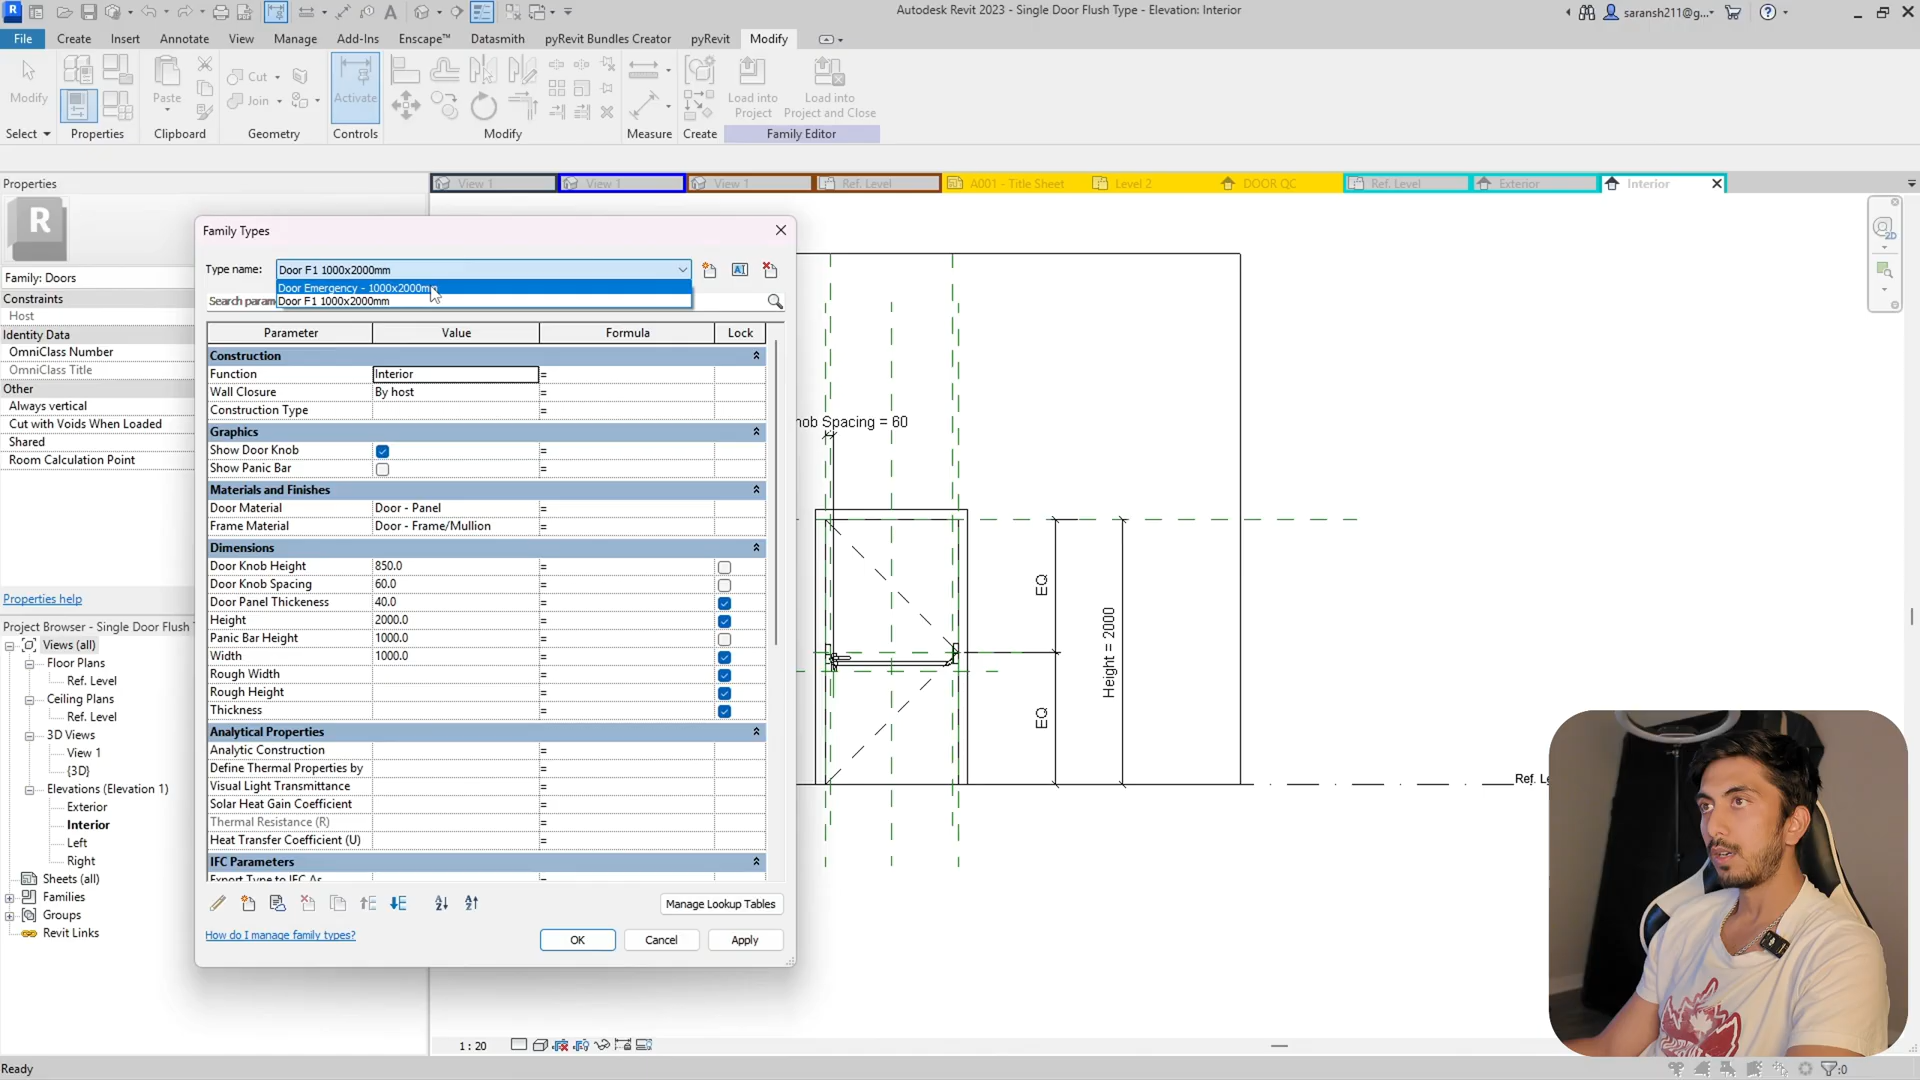 Autodesk Revit 2023 - Single Door Flush Type - Elevation: Interior
saransh211@g...
File
Create
Insert
Annotate
View
Manage
Add-Ins
Enscape™
Datasmith
pyRevit Bundles Creator
pyRevit
Modify
Modify
Paste
Cut
Join
Activate
Load into Project
Load into Project and Close
Select
Properties
Clipboard
Geometry
Controls
Modify
Measure
Create
Family Editor
Properties
View 1
View 1
View 1
Ref. Level
A001 - Title Sheet
Level 2
DOOR QC
Ref. Level
Exterior
Interior
Family: Doors
Constraints
Host
Identity Data
OmniClass Number
OmniClass Title
Other
Always vertical
Cut with Voids When Loaded
Shared
Room Calculation Point
Properties help
Project Browser - Single Door Flush
Views (all)
Floor Plans
Ref. Level
Ceiling Plans
Ref. Level
3D Views
View 1
{3D}
Elevations (Elevation 1)
Exterior
Interior
Left
Right
Sheets (all)
Families
Groups
Revit Links
Family Types
Type name: Door F1 1000x2000mm
Door Emergency - 1000x2000m
Search param
Door F1 1000x2000mm
Parameter Value Formula Lock
Construction
Function Interior =
Wall Closure By host =
Construction Type =
Graphics
Show Door Knob =
Show Panic Bar =
Materials and Finishes
Door Material Door - Panel =
Frame Material Door - Frame/Mullion =
Dimensions
Door Knob Height 850.0 =
Door Knob Spacing 60.0 =
Door Panel Thickeness 40.0 =
Height 2000.0 =
Panic Bar Height 1000.0 =
Width 1000.0 =
Rough Width =
Rough Height =
Thickness =
Analytical Properties
Analytic Construction =
Define Thermal Properties by =
Visual Light Transmittance =
Solar Heat Gain Coefficient =
Thermal Resistance (R) =
Heat Transfer Coefficient (U) =
IFC Parameters
Export Type to IFC As
Manage Lookup Tables
How do I manage family types?
OK
Cancel
Apply
nob Spacing = 60
EQ
EQ
Height = 2000
Ref. Le
1 : 20
Ready
:0